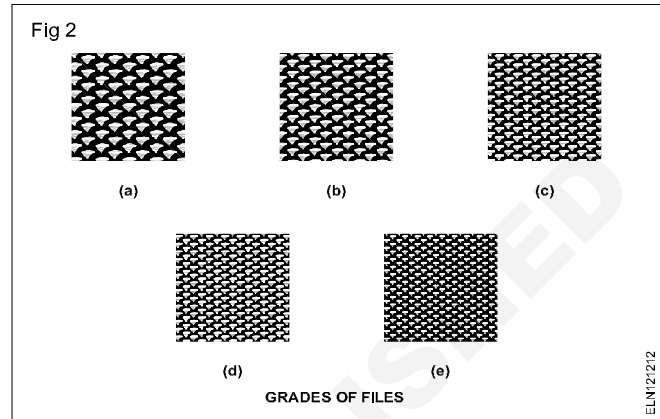 Fig 2
(a) (b) (c)
(d) (e)
GRADES OF FILES
ELN121212